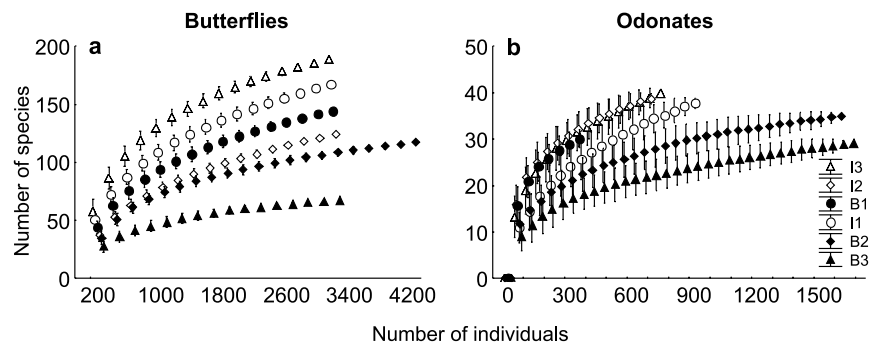 Butterflies
Odonates
a
b
Number of species
200
150
100
50
0
200 1000 1800 2600 3400 4200
50
40
30
20
10
0
0 300 600 900 1200 1500
I3
I2
B1
I1
B2
B3
Number of individuals